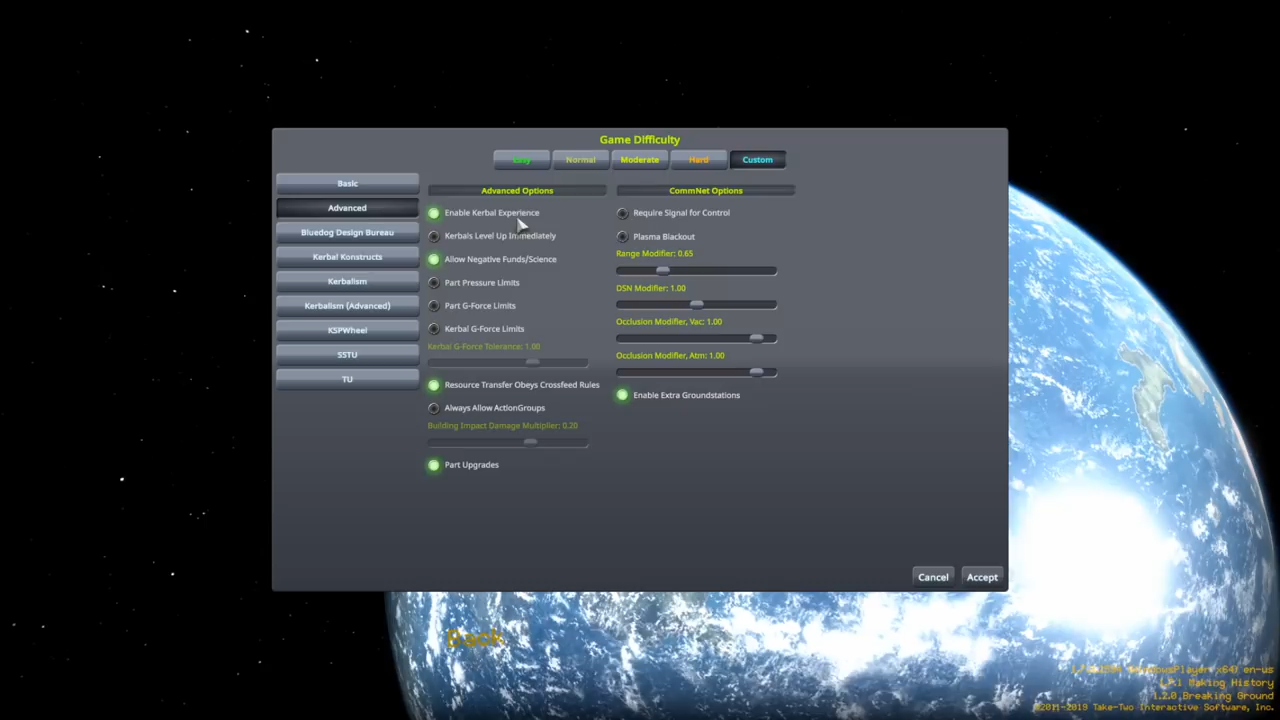 Game Difficulty
Easy
Normal
Moderate
Hard
Custom
Basic
Advanced
Bluedog Design Bureau
Kerbal Konstructs
Kerbalism
Kerbalism (Advanced)
KSPWheel
SSTU
TU
Advanced Options
Enable Kerbal Experience
Kerbals Level Up Immediately
Allow Negative Funds/Science
Part Pressure Limits
Part G-Force Limits
Kerbal G-Force Limits
Kerbal G-Force Tolerance: 1.00
Resource Transfer Obeys Crossfeed Rules
Always Allow ActionGroups
Building Impact Damage Multiplier: 0.20
Part Upgrades
CommNet Options
Require Signal for Control
Plasma Blackout
Range Modifier: 0.65
DSN Modifier: 1.00
Occlusion Modifier, Vac: 1.00
Occlusion Modifier, Atm: 1.00
Enable Extra Groundstations
Cancel
Accept
Back
WindowsPlayer x64) en-us
Making History
1.2.0 Breaking Ground
©2011-2019 Take-Two Interactive Software, Inc.